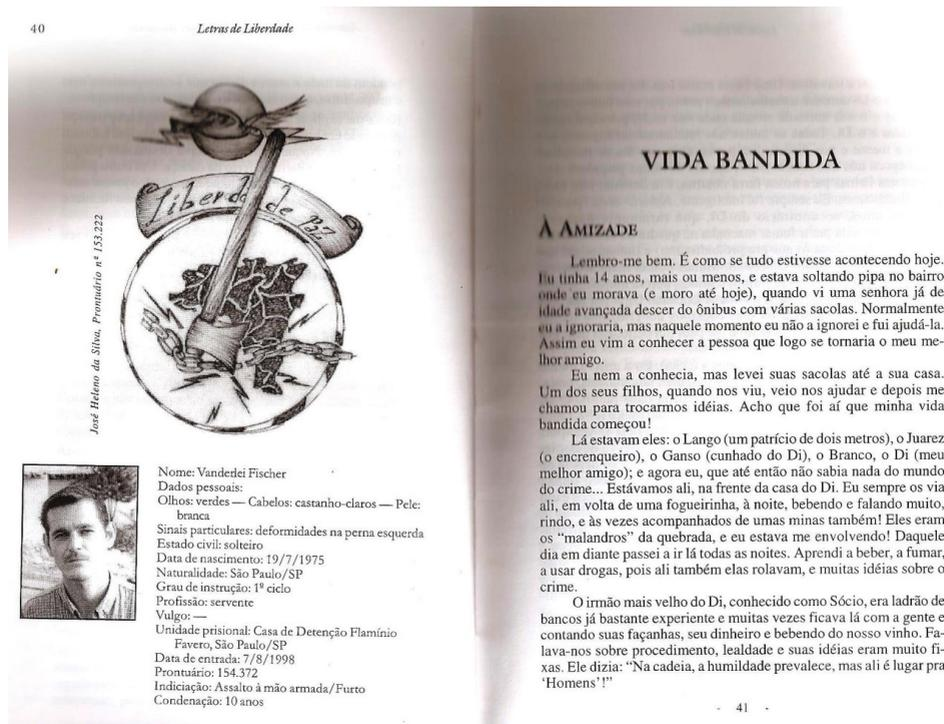 40
Letras de Liberdade
Liberda de Paz
José Heleno da Silva, Prontuário nº 153.222
Nome: Vanderlei Fischer
Dados pessoais:
Olhos: verdes — Cabelos: castanho-claros — Pele:
branca
Sinais particulares: deformidades na perna esquerda
Estado civil: solteiro
Data de nascimento: 19/7/1975
Naturalidade: São Paulo/SP
Grau de instrução: 1º ciclo
Profissão: servente
Vulgo: —
Unidade prisional: Casa de Detenção Flamínio
Favero, São Paulo/SP
Data de entrada: 7/8/1998
Prontuário: 154.372
Indiciação: Assalto à mão armada/Furto
Condenação: 10 anos
VIDA BANDIDA
À AMIZADE
Lembro-me bem. É como se tudo estivesse acontecendo hoje.
Eu tinha 14 anos, mais ou menos, e estava soltando pipa no bairro
onde eu morava (e moro até hoje), quando vi uma senhora já de
idade avançada descer do ônibus com várias sacolas. Normalmente
eu a ignoraria, mas naquele momento eu não a ignorei e fui ajudá-la.
Assim eu vim a conhecer a pessoa que logo se tornaria o meu me-
lhor amigo.
Eu nem a conhecia, mas levei suas sacolas até a sua casa.
Um dos seus filhos, quando nos viu, veio nos ajudar e depois me
chamou para trocarmos idéias. Acho que foi aí que minha vida
bandida começou!
Lá estavam eles: o Lango (um patrício de dois metros), o Juarez
(o encrenqueiro), o Ganso (cunhado do Di), o Branco, o Di (meu
melhor amigo); e agora eu, que até então não sabia nada do mundo
do crime... Estávamos ali, na frente da casa do Di. Eu sempre os via
ali, em volta de uma fogueirinha, à noite, bebendo e falando muito,
rindo, e às vezes acompanhados de umas minas também! Eles eram
os "malandros" da quebrada, e eu estava me envolvendo! Daquele
dia em diante passei a ir lá todas as noites. Aprendi a beber, a fumar,
a usar drogas, pois ali também elas rolavam, e muitas idéias sobre o
crime.
O irmão mais velho do Di, conhecido como Sócio, era ladrão de
bancos já bastante experiente e muitas vezes ficava lá com a gente e
contando suas façanhas, seu dinheiro e bebendo do nosso vinho. Fa-
lava-nos sobre procedimento, lealdade e suas idéias eram muito fi-
xas. Ele dizia: "Na cadeia, a humildade prevalece, mas ali é lugar pra
'Homens'!"
- 41 -